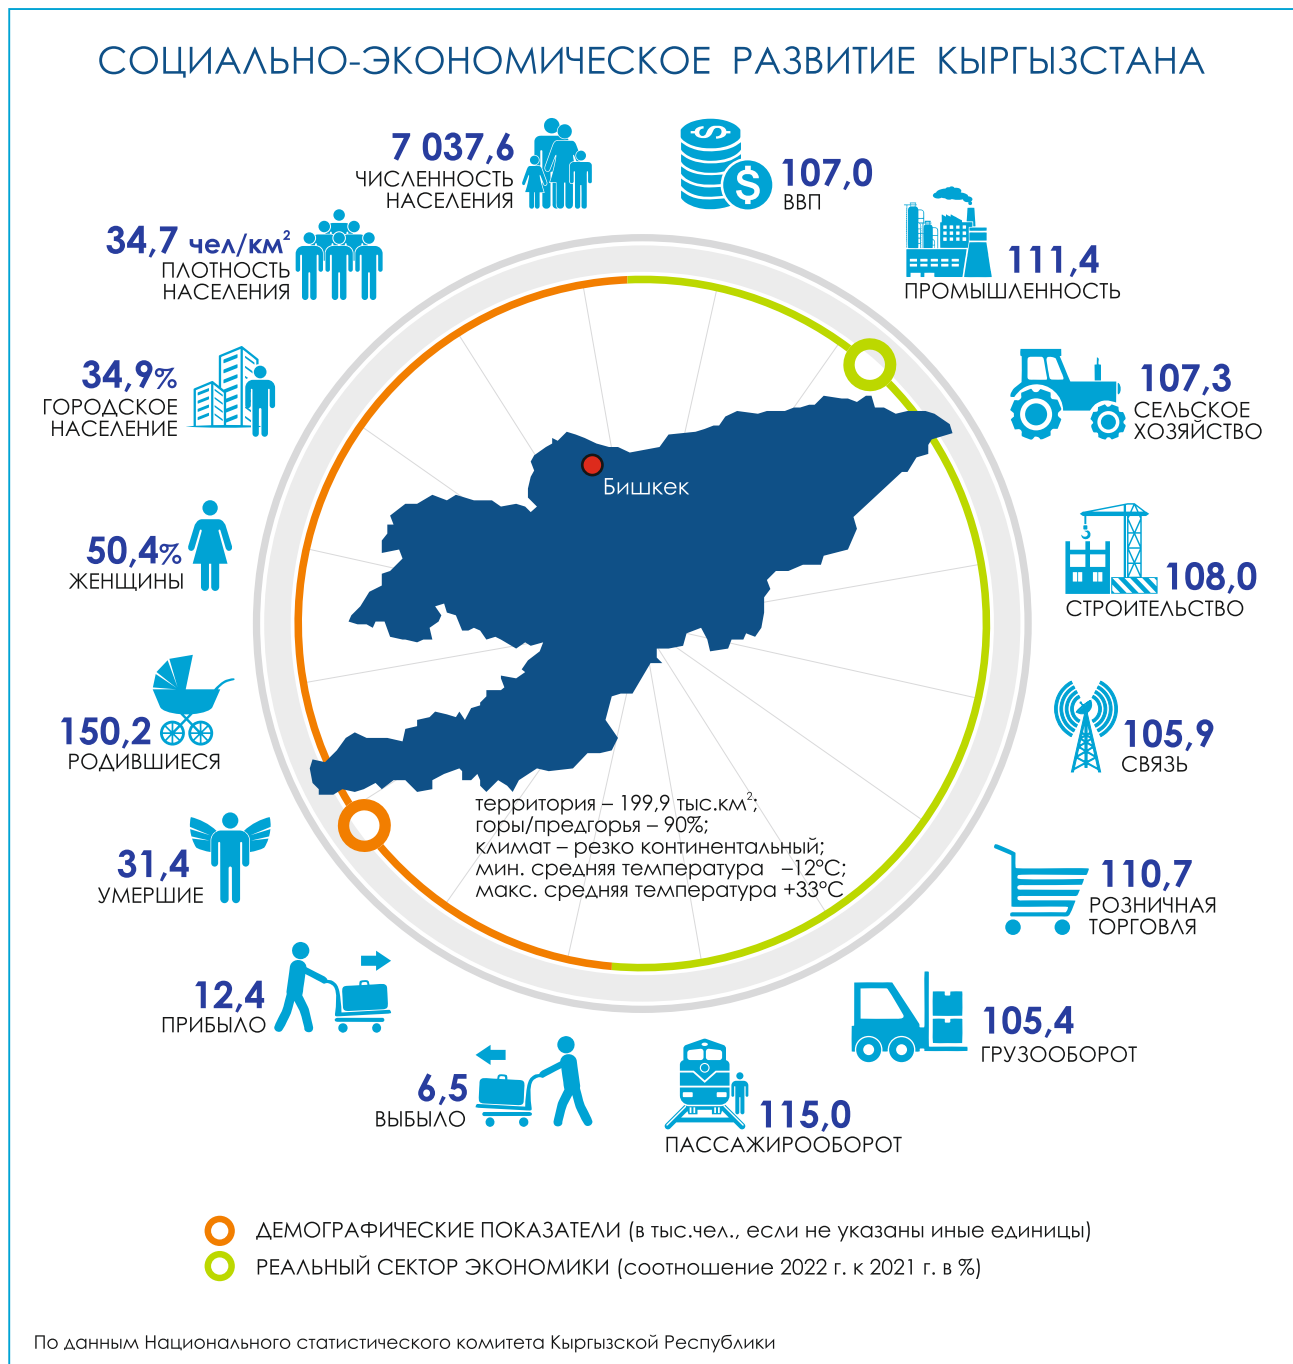 СОЦИАЛЬНО-ЭКОНОМИЧЕСКОЕ РАЗВИТИЕ КЫРГЫЗСТАНА
7 037,6
ЧИСЛЕННОСТЬ
НАСЕЛЕНИЯ
107,0
ВВП
34,7 чел/км²
ПЛОТНОСТЬ
НАСЕЛЕНИЯ
111,4
ПРОМЫШЛЕННОСТЬ
34,9%
ГОРОДСКОЕ
НАСЕЛЕНИЕ
107,3
СЕЛЬСКОЕ
ХОЗЯЙСТВО
Бишкек
50,4%
ЖЕНЩИНЫ
108,0
СТРОИТЕЛЬСТВО
150,2
РОДИВШИЕСЯ
105,9
СВЯЗЬ
территория – 199,9 тыс.км²;
горы/предгорья – 90%;
климат – резко континентальный;
мин. средняя температура –12°C;
макс. средняя температура +33°C
31,4
УМЕРШИЕ
110,7
РОЗНИЧНАЯ
ТОРГОВЛЯ
12,4
ПРИБЫЛО
105,4
ГРУЗООБОРОТ
6,5
ВЫБЫЛО
115,0
ПАССАЖИРООБОРОТ
ДЕМОГРАФИЧЕСКИЕ ПОКАЗАТЕЛИ (в тыс.чел., если не указаны иные единицы)
РЕАЛЬНЫЙ СЕКТОР ЭКОНОМИКИ (соотношение 2022 г. к 2021 г. в %)
По данным Национального статистического комитета Кыргызской Республики